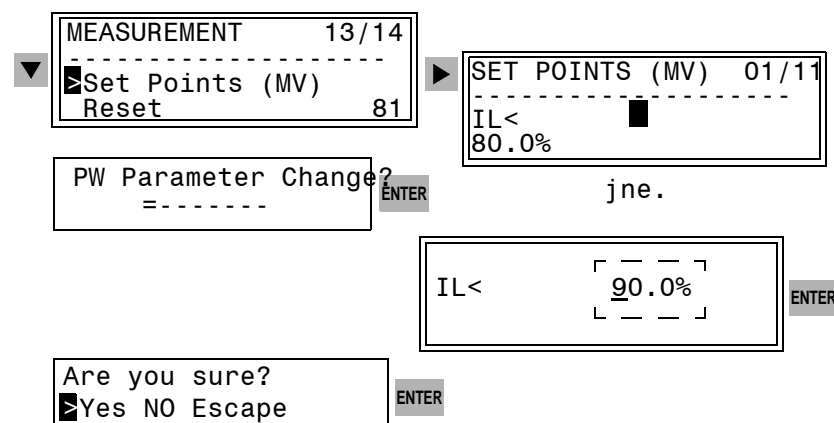 MEASUREMENT 13/14
--------------------
>Set Points (MV)
Reset 81
SET POINTS (MV) 01/11
--------------------
IL<
80.0%
PW Parameter Change?
=-------
ENTER
jne.
IL< 90.0%
ENTER
Are you sure?
>Yes NO Escape
ENTER